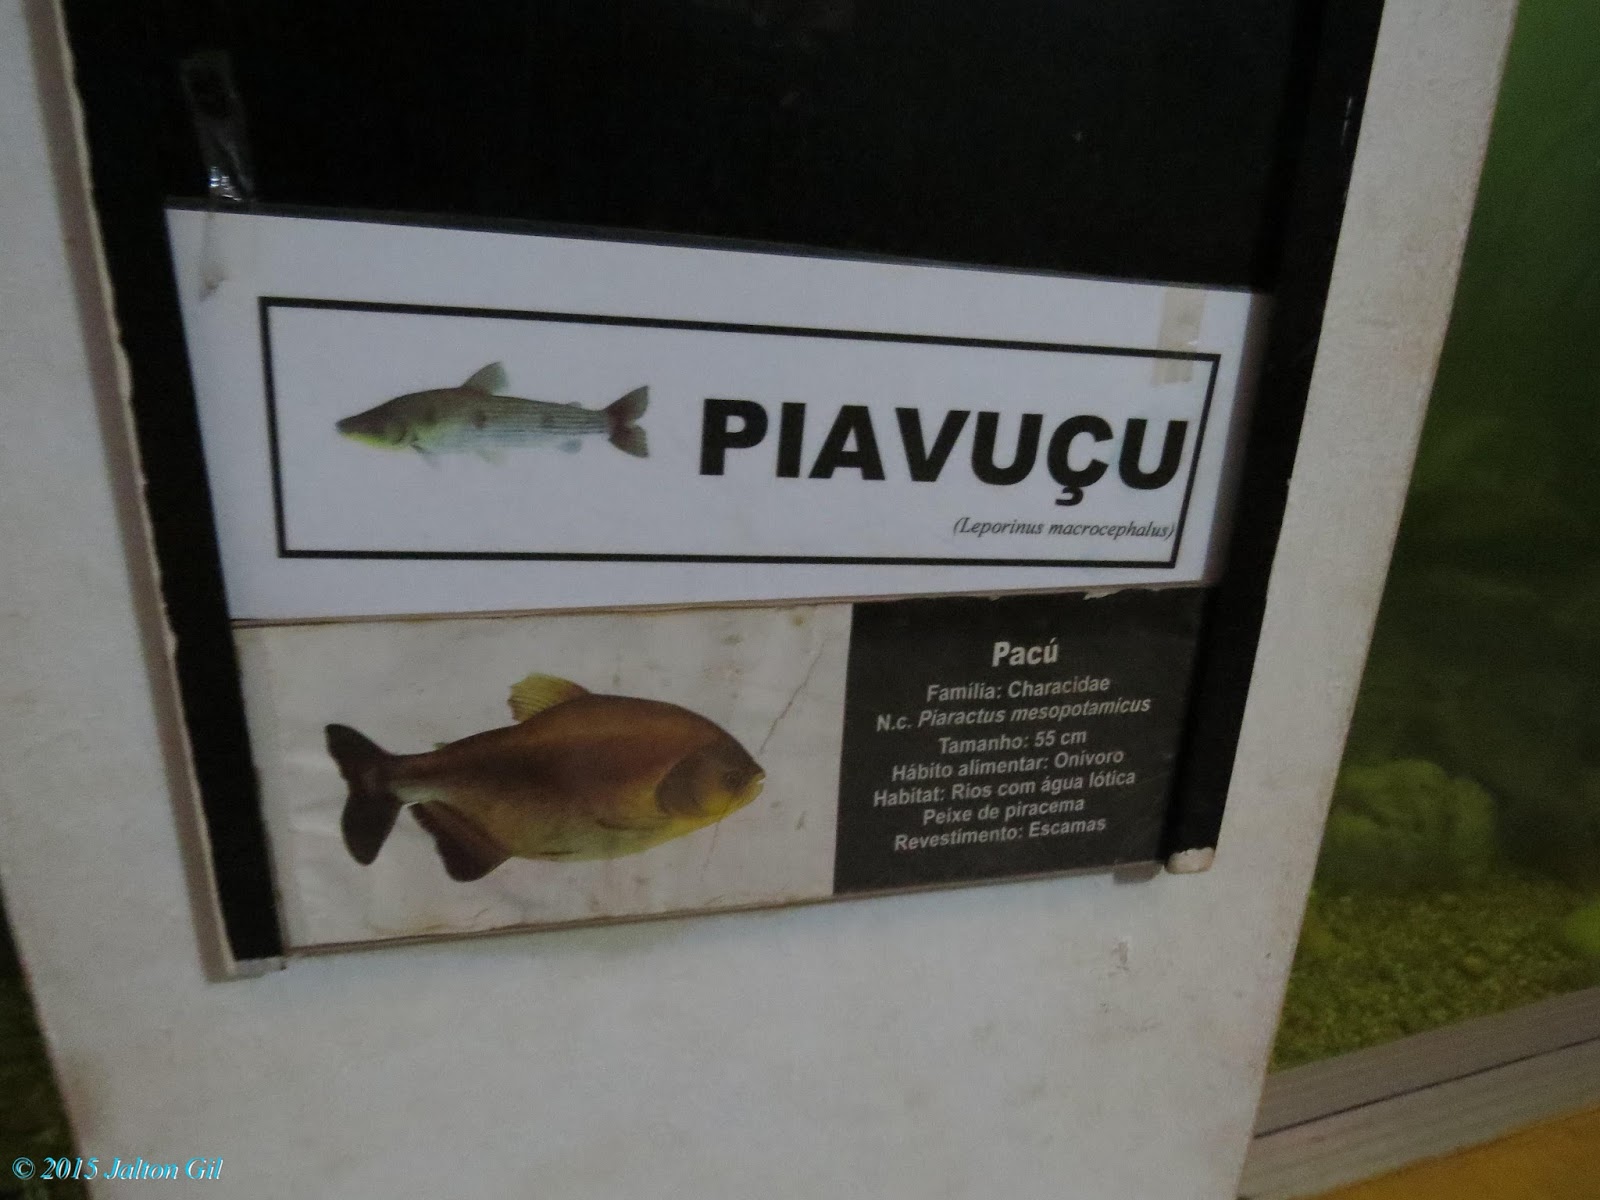 PIAVUÇU
(Leporinus macrocephalus)
Pacú
Família: Characidae
N.c. Piaractus mesopotamicus
Tamanho: 55 cm
Hábito alimentar: Onívoro
Habitat: Rios com água lótica
Peixe de piracema
Revestimento: Escamas
© 2015 Jalton Gil